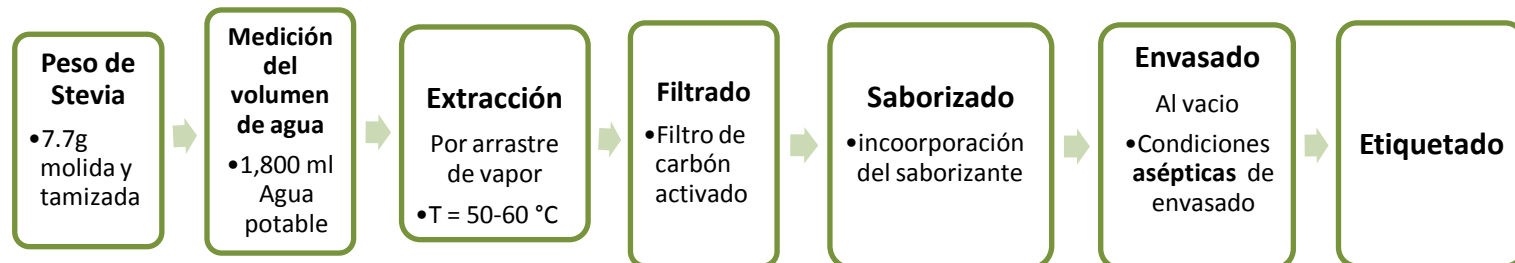 Peso de
Stevia
•7.7g
molida y
tamizada
Medición
del
volumen
de agua
•1,800 ml
Agua
potable
Extracción
Por arrastre
de vapor
•T = 50-60 °C
Filtrado
•Filtro de
carbón
activado
Saborizado
•incoorporación
del saborizante
Envasado
Al vacio
•Condiciones
asépticas de
envasado
Etiquetado